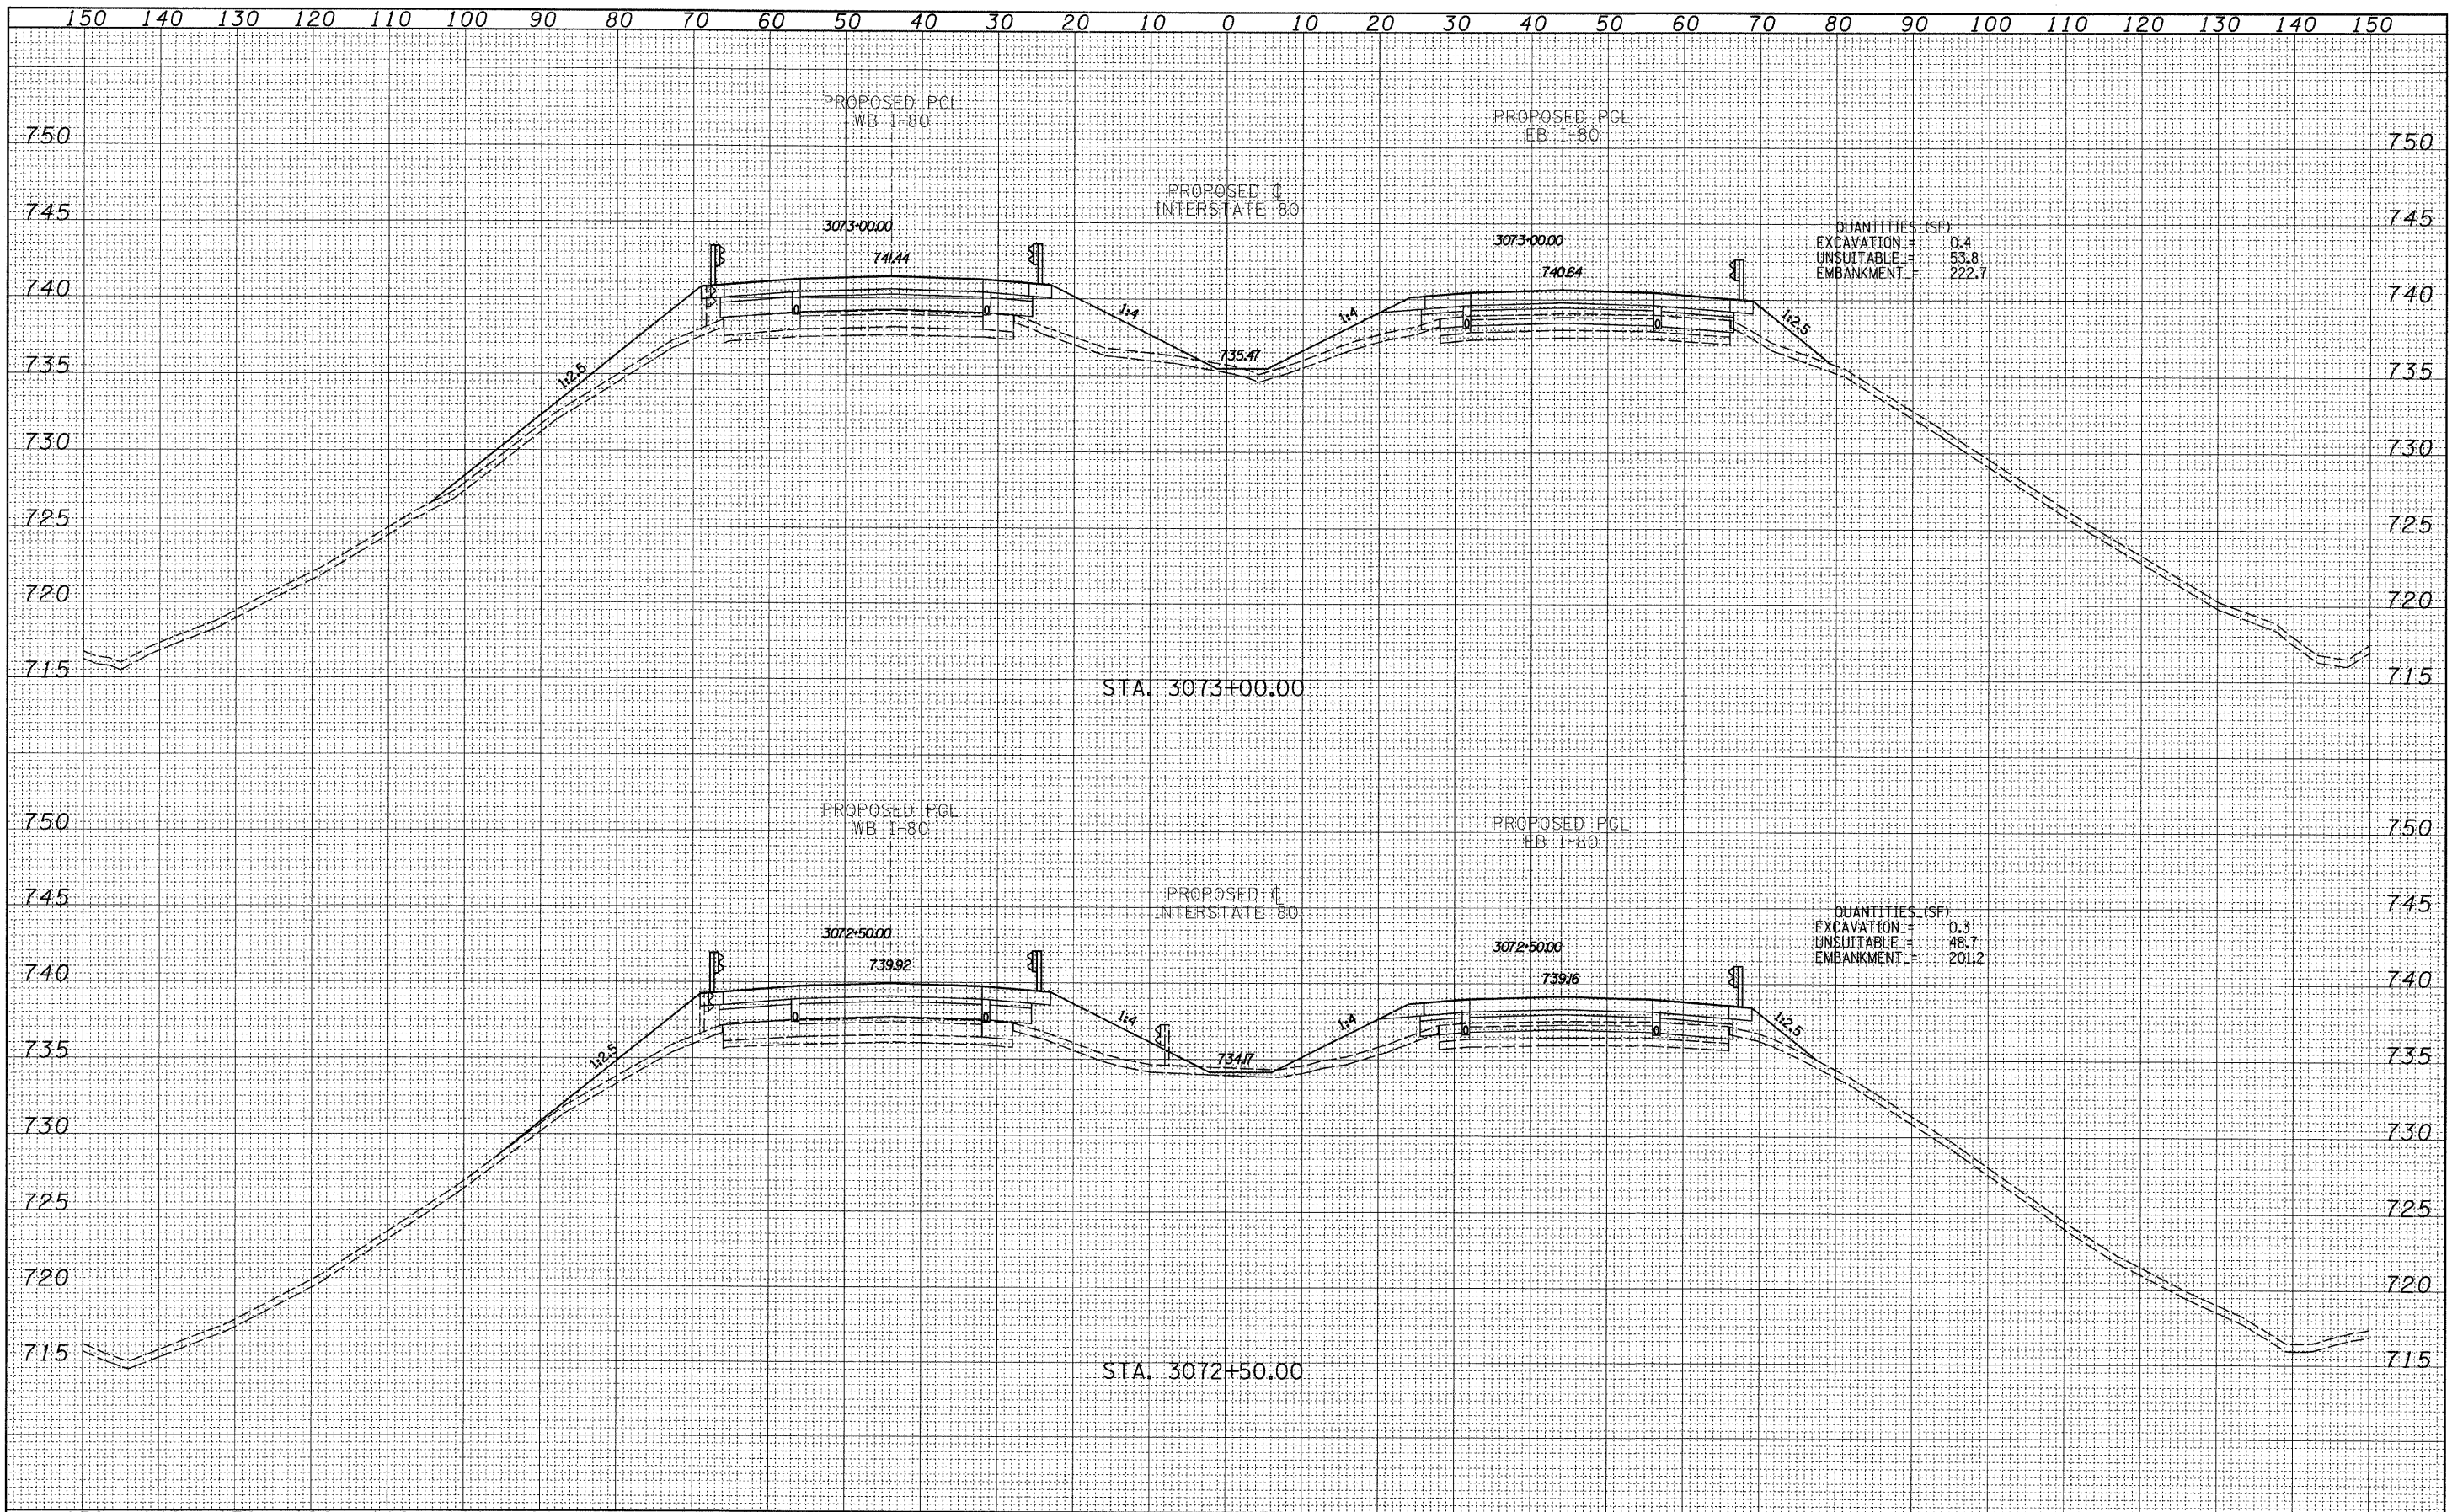 150 140 130 120 110 100 90 80 70 60 50 40 30 20 10 0 10 20 30 40 50 60 70 80 90 100 110 120 130 140 150
PROPOSED PGL
WB I-80
PROPOSED PGL
EB I-80
750 750
PROPOSED ℄
INTERSTATE 80
745 745
3073+00.00
3073+00.00
QUANTITIES (SF)
EXCAVATION = 0.4
UNSUITABLE = 53.8
EMBANKMENT = 222.7
741.44
740.64
740 740
1:4
1:4
1:2.5
735.47
1:2.5
735 735
730 730
725 725
720 720
715 715
STA. 3073+00.00
PROPOSED PGL
WB I-80
PROPOSED PGL
EB I-80
750 750
PROPOSED ℄
INTERSTATE 80
745 745
3072+50.00
3072+50.00
QUANTITIES (SF)
EXCAVATION = 0.3
UNSUITABLE = 48.7
EMBANKMENT = 201.2
739.92
739.16
740 740
1:4
1:4
1:2.5
1:2.5
734.17
735 735
730 730
725 725
720 720
715 715
STA. 3072+50.00